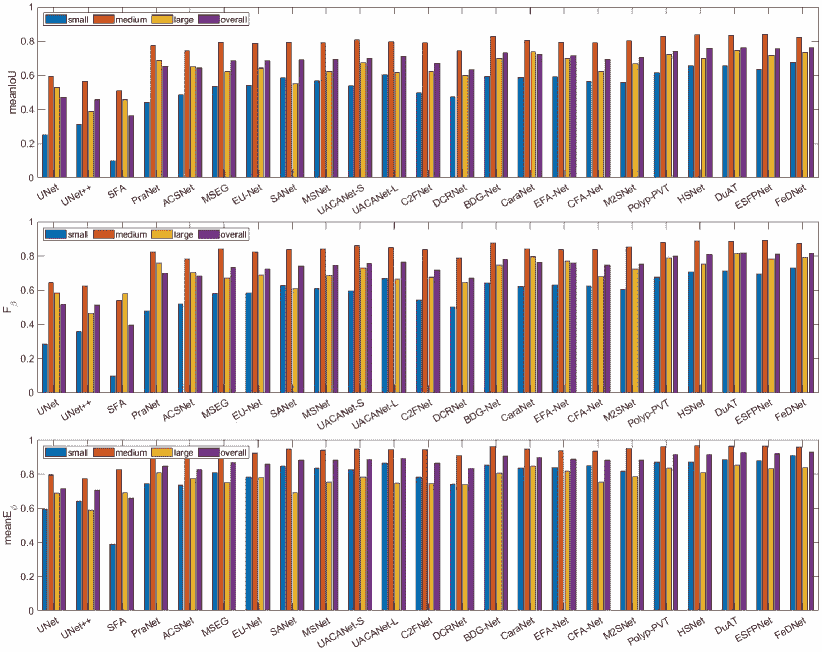 1
small medium large overall
0.8
0.6
0.4
0.2
0
meanIoU
UNet UNet++ SFA PraNet ACSNet MSEG EU-Net SANet MSNet UACANet-S UACANet-L C2FNet DCRNet BDG-Net CaraNet EFA-Net CFA-Net M2SNet Polyp-PVT HSNet DuAT ESFPNet FeDNet
1
small medium large overall
0.8
0.6
0.4
0.2
0
Fβ
UNet UNet++ SFA PraNet ACSNet MSEG EU-Net SANet MSNet UACANet-S UACANet-L C2FNet DCRNet BDG-Net CaraNet EFA-Net CFA-Net M2SNet Polyp-PVT HSNet DuAT ESFPNet FeDNet
1
small medium large overall
0.8
0.6
0.4
0.2
0
meanEϕ
UNet UNet++ SFA PraNet ACSNet MSEG EU-Net SANet MSNet UACANet-S UACANet-L C2FNet DCRNet BDG-Net CaraNet EFA-Net CFA-Net M2SNet Polyp-PVT HSNet DuAT ESFPNet FeDNet